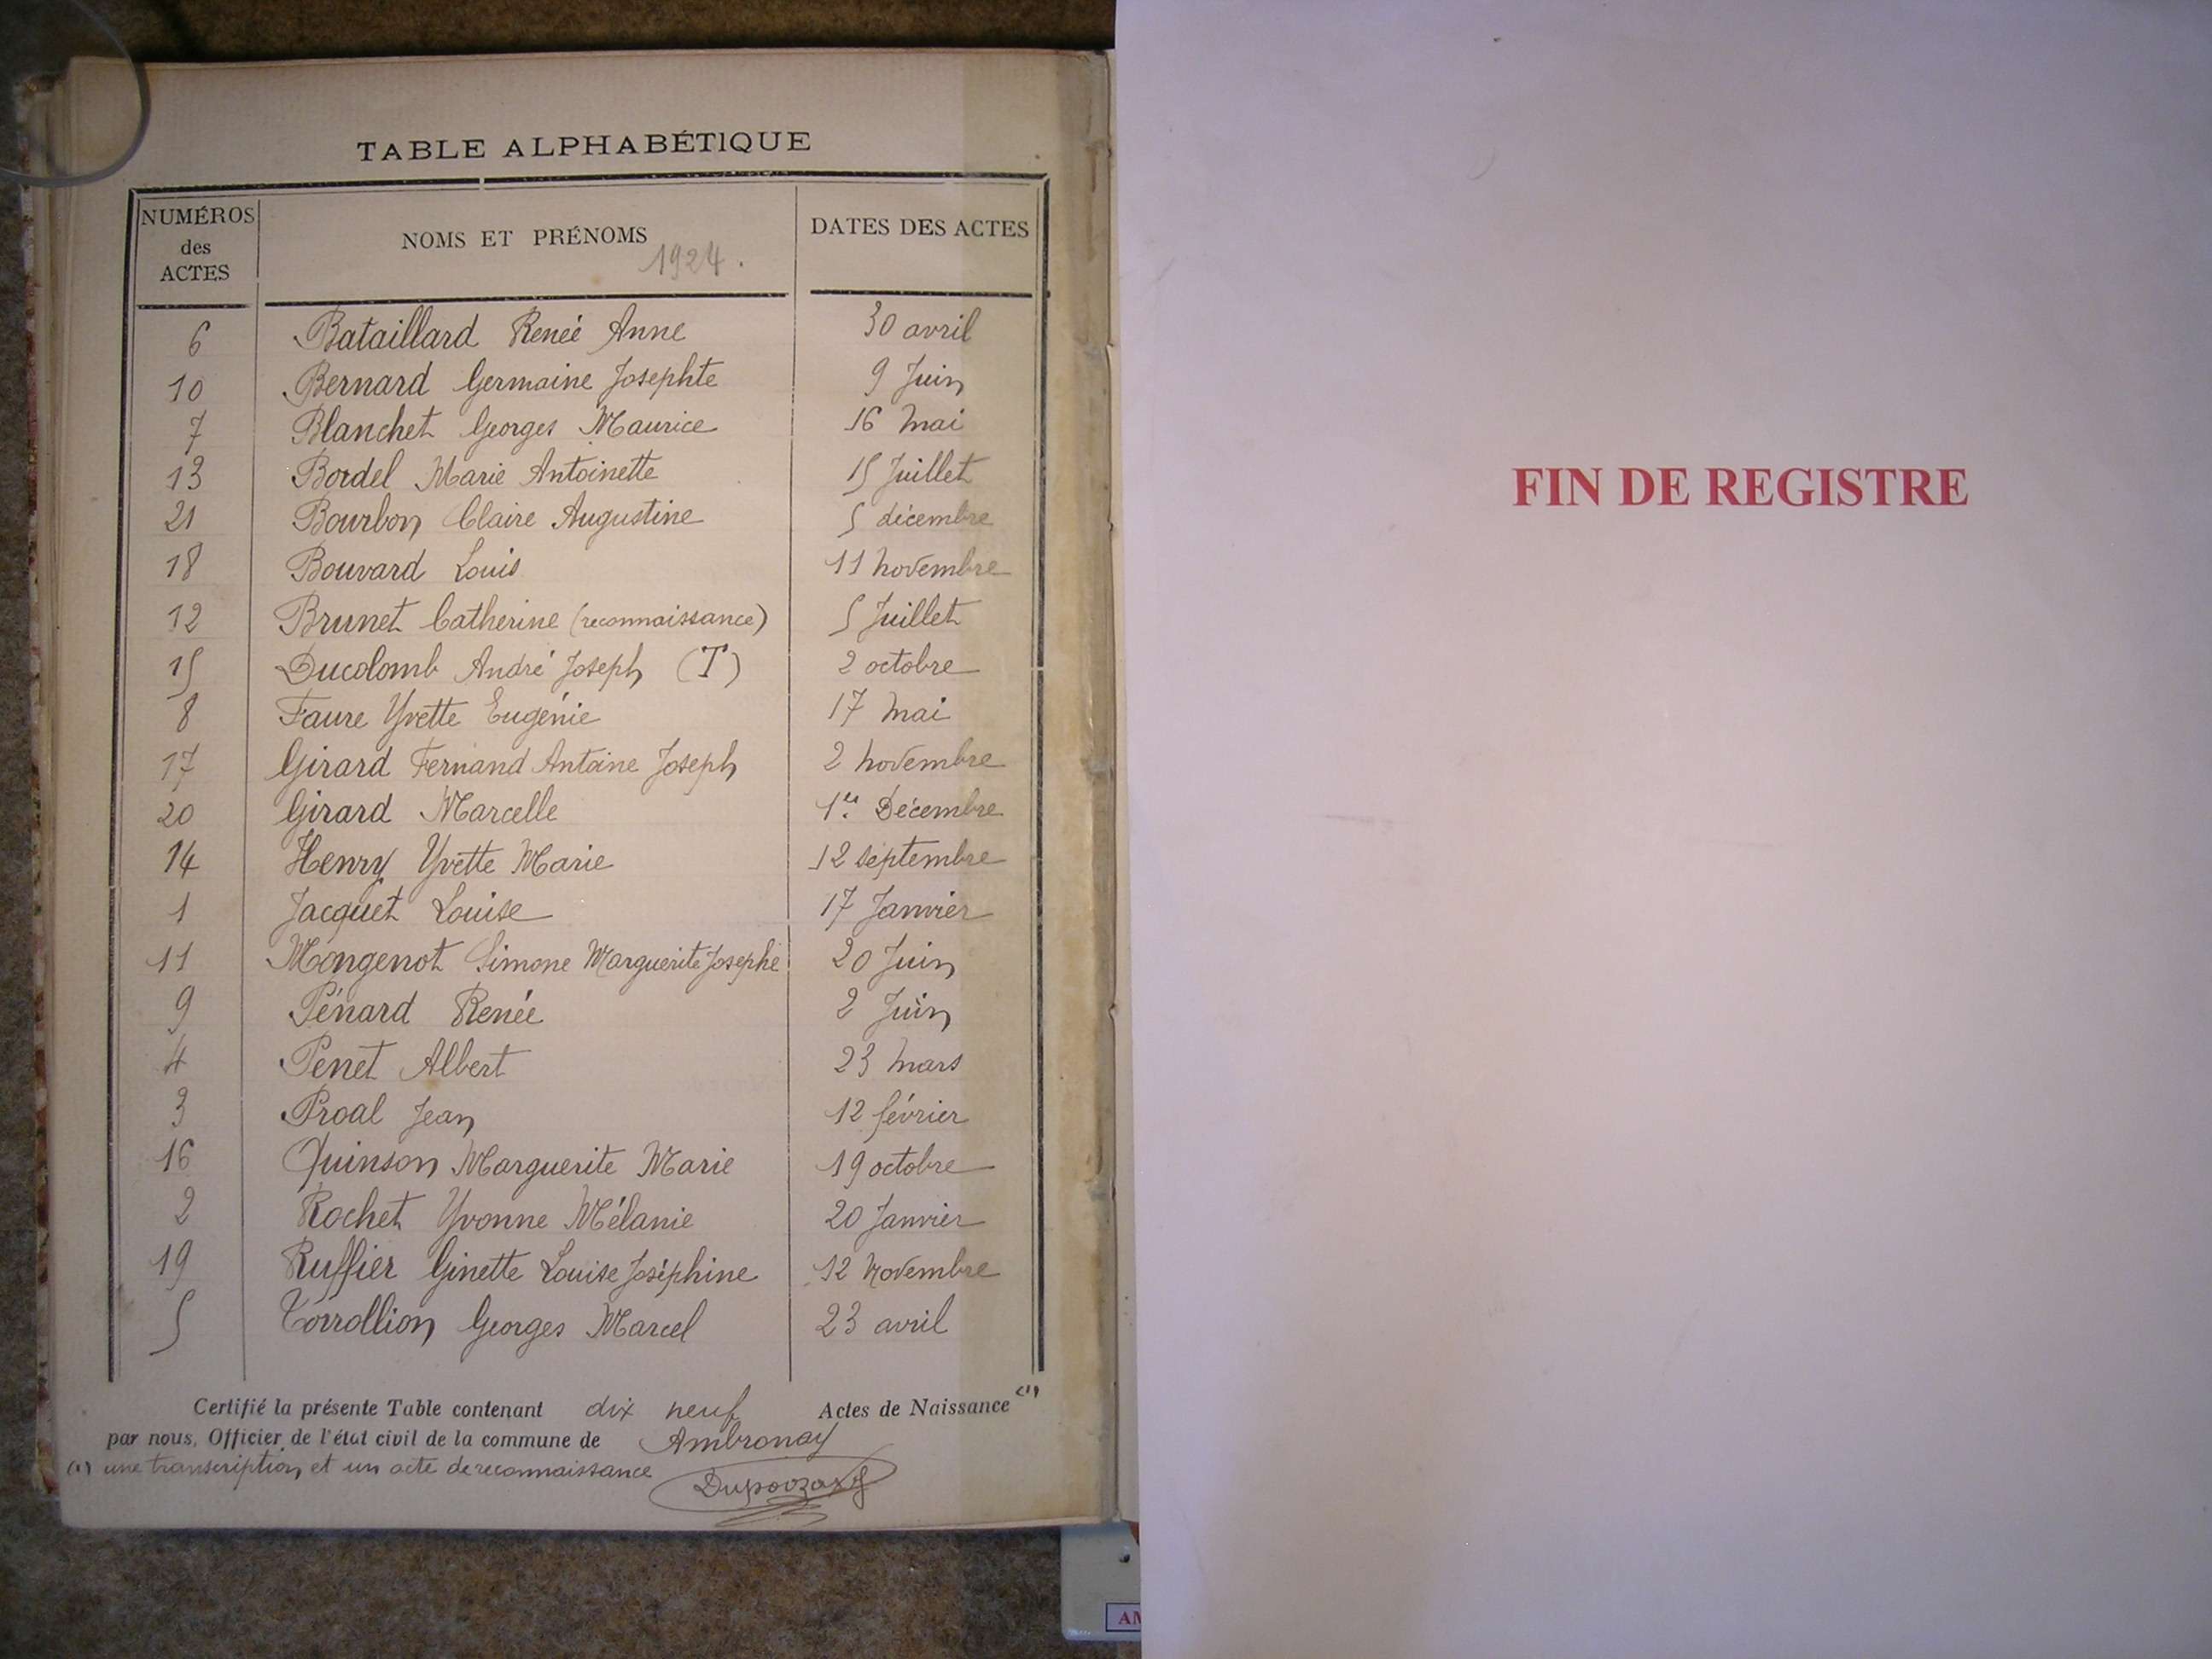 TABLE ALPHABÉTIQUE
NUMÉROS des ACTES NOMS ET PRÉNOMS 1924. DATES DES ACTES
6 Bataillard Renée Anne 30 avril
10 Bernard Germaine Josephte 9 Juin
7 Blanchet Georges Maurice 16 Mai
13 Bordel Marie Antoinette 15 Juillet
21 Bourbon Claire Augustine 5 décembre
18 Bouvard Louis 11 novembre
12 Brunet Catherine (reconnaissance) 5 Juillet
15 Ducolomb André Joseph (T) 2 octobre
8 Faure Yvette Eugénie 17 Mai
17 Girard Fernand Antoine Joseph 2 novembre
20 Girard Marcelle 1er Décembre
14 Henry Yvette Marie 12 septembre
1 Jacquet Louise 17 Janvier
11 Mongenot Simone Marguerite Josephe 20 Juin
9 Pénard Renée 2 Juin
4 Penet Albert 23 mars
3 Proal Jean 12 février
16 Quinson Marguerite Marie 19 octobre
2 Rochet Yvonne Mélanie 20 Janvier
19 Ruffier Ginette Louise Joséphine 12 Novembre
5 Torrollion Georges Marcel 23 avril
Certifié la présente Table contenant dix neuf Actes de Naissance (1)
par nous, Officier de l'état civil de la commune de Ambronay
(1) une transcription et un acte de reconnaissance
FIN DE REGISTRE